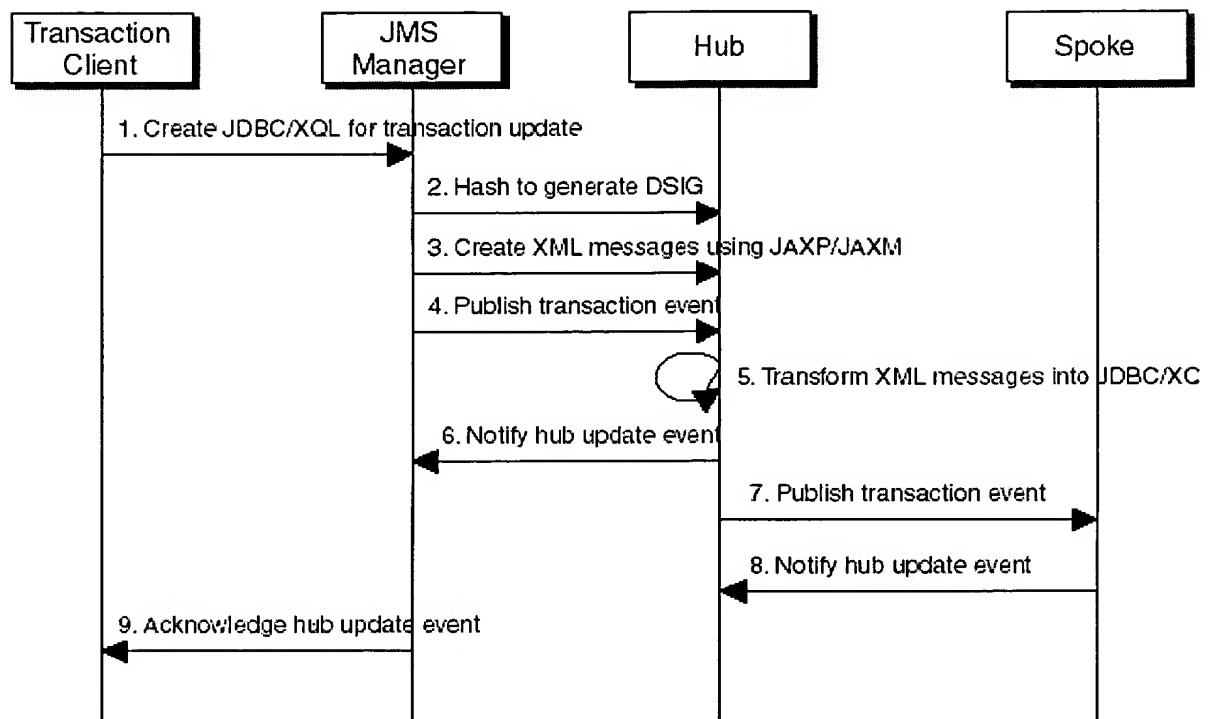 Transaction
Client
JMS
Manager
Hub
Spoke
1. Create JDBC/XQL for transaction update
2. Hash to generate DSIG
3. Create XML messages using JAXP/JAXM
4. Publish transaction event
5. Transform XML messages into JDBC/XC
6. Notify hub update event
7. Publish transaction event
8. Notify hub update event
9. Acknowledge hub update event